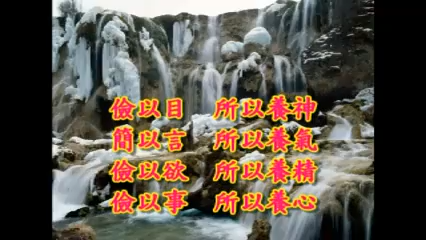 儉以目　所以養神
簡以言　所以養氣
儉以欲　所以養精
儉以事　所以養心